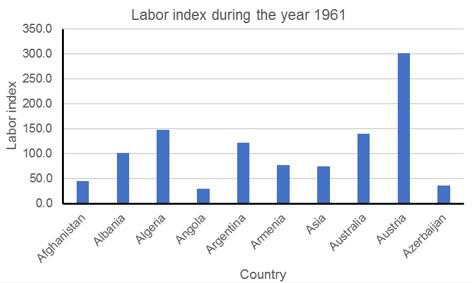 Labor index during the year 1961
350.0
300.0
250.0
200.0
150.0
100.0
50.0
0.0
Labor index
Afghanistan
Albania
Algeria
Angola
Argentina
Armenia
Asia
Australia
Austria
Azerbaijan
Country